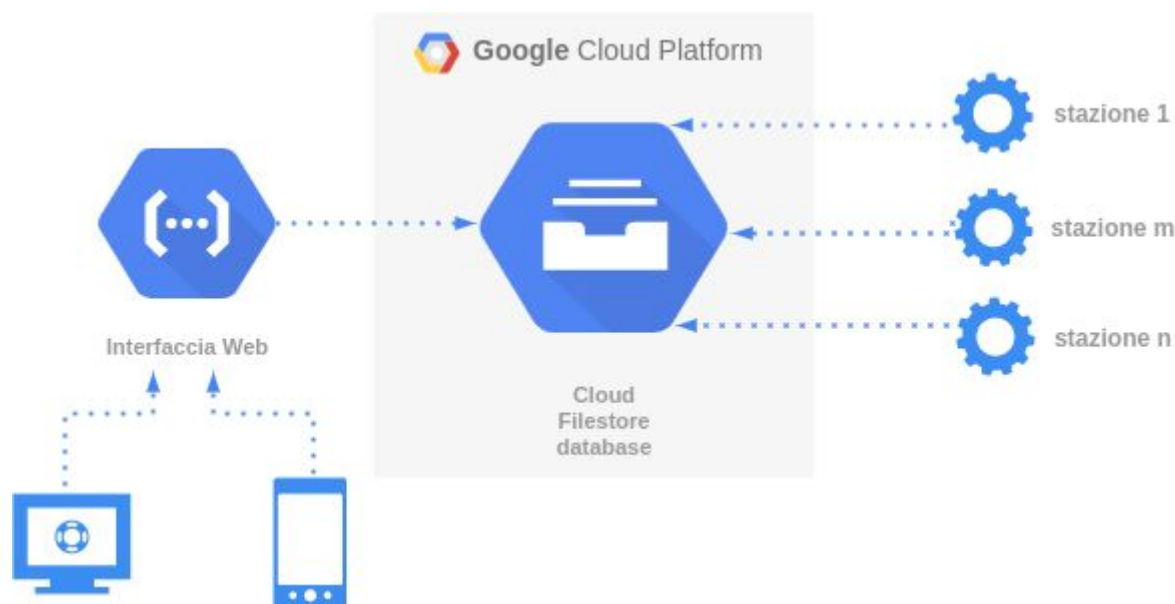 Google Cloud Platform
stazione 1
stazione m
stazione n
Interfaccia Web
Cloud
Filestore
database